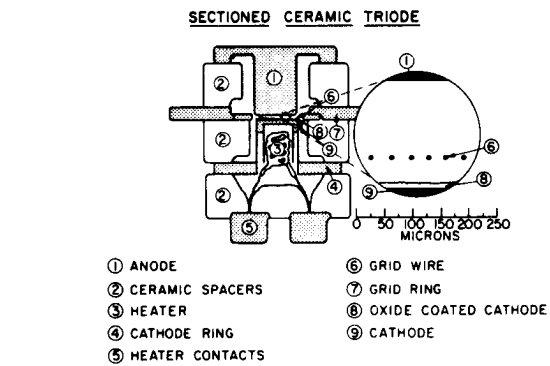 SECTIONED CERAMIC TRIODE
①
①
②
②
⑥
⑧ ⑦
③
⑨
⑥
②
④
⑧
⑨
⑤
0 50 100 150 200 250
MICRONS
① ANODE
② CERAMIC SPACERS
③ HEATER
④ CATHODE RING
⑤ HEATER CONTACTS
⑥ GRID WIRE
⑦ GRID RING
⑧ OXIDE COATED CATHODE
⑨ CATHODE